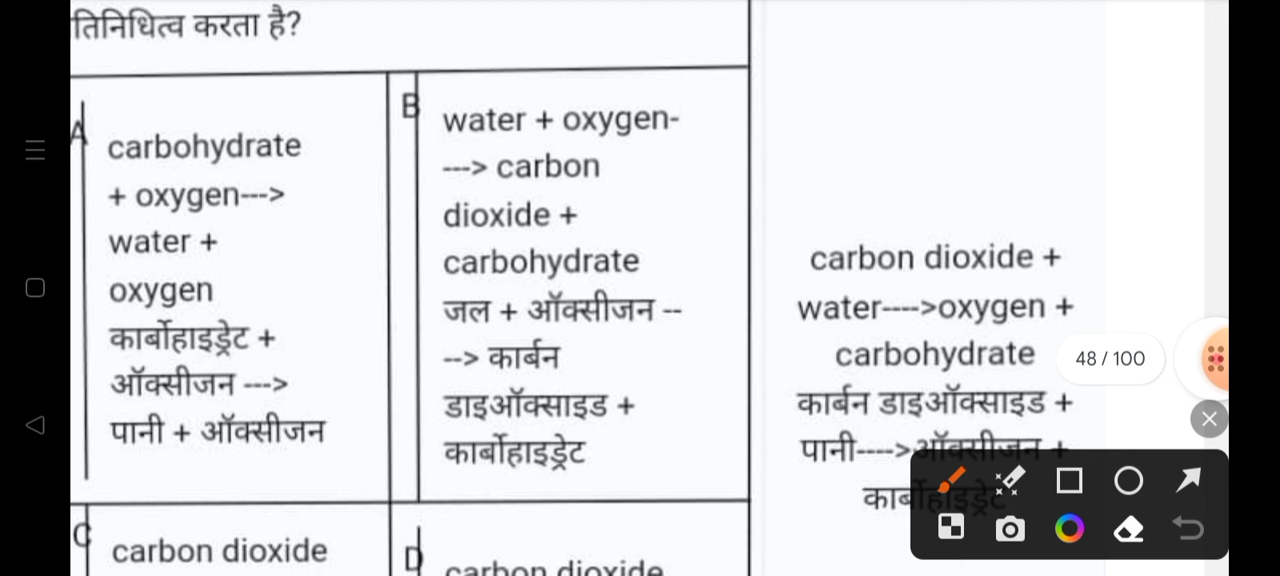 तिनिधित्व करता है?
A
carbohydrate
+ oxygen--->
water +
oxygen
कार्बोहाइड्रेट +
ऑक्सीजन --->
पानी + ऑक्सीजन
B
water + oxygen-
---> carbon
dioxide +
carbohydrate
जल + ऑक्सीजन --
--> कार्बन
डाइऑक्साइड +
कार्बोहाइड्रेट
C
carbon dioxide
D
carbon dioxide
carbon dioxide +
water---->oxygen +
carbohydrate
कार्बन डाइऑक्साइड +
पानी---->ऑक्सीजन +
कार्बोहाइड्रेट
48 / 100